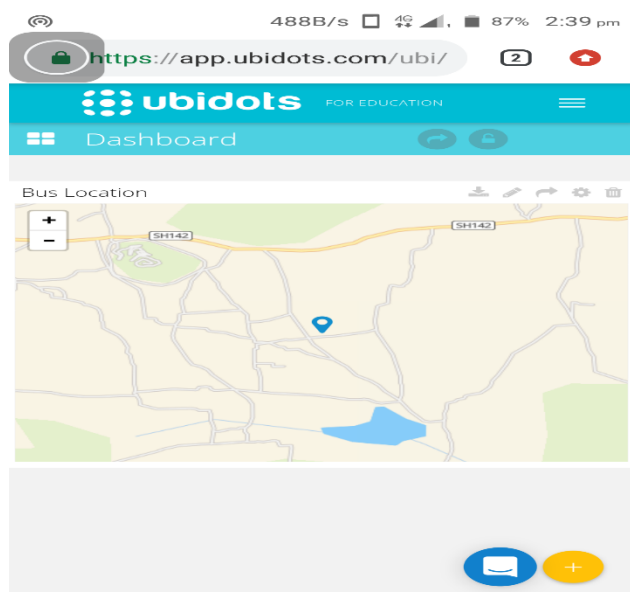 488B/s 4G 87% 2:39 pm
https://app.ubidots.com/ubi/ 2
ubidots FOR EDUCATION
Dashboard
Bus Location
+
SH142
SH142
−
+